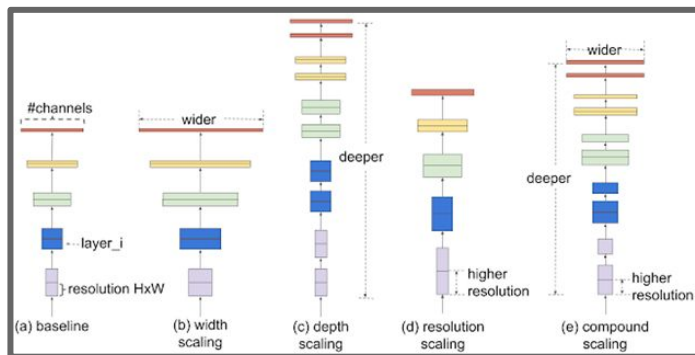 #channels
layer_i
resolution HxW
(a) baseline
wider
(b) width
scaling
deeper
(c) depth
scaling
higher
resolution
(d) resolution
scaling
wider
deeper
higher
resolution
(e) compound
scaling